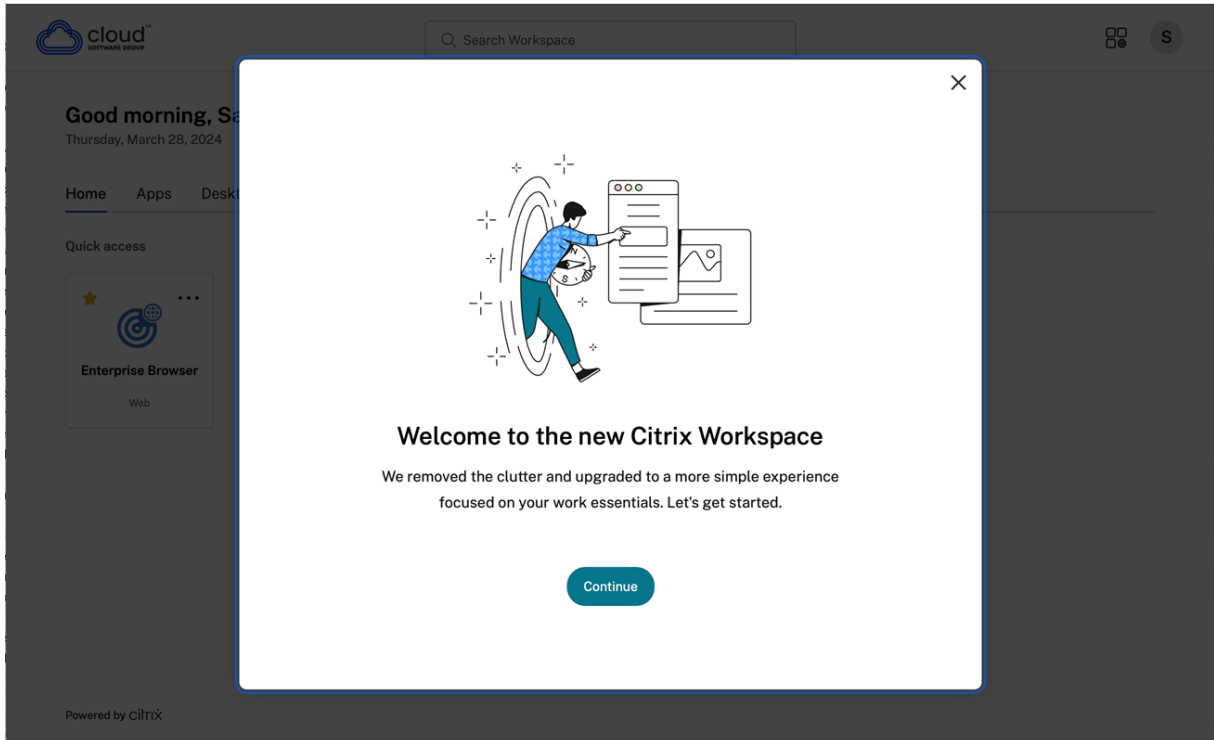 cloud™
SOFTWARE GROUP
Search Workspace
S
Good morning, Sa
Thursday, March 28, 2024
Home Apps Deskt
Quick access
Enterprise Browser
Web
N
S
Welcome to the new Citrix Workspace
We removed the clutter and upgraded to a more simple experience
focused on your work essentials. Let's get started.
Continue
Powered by citrix